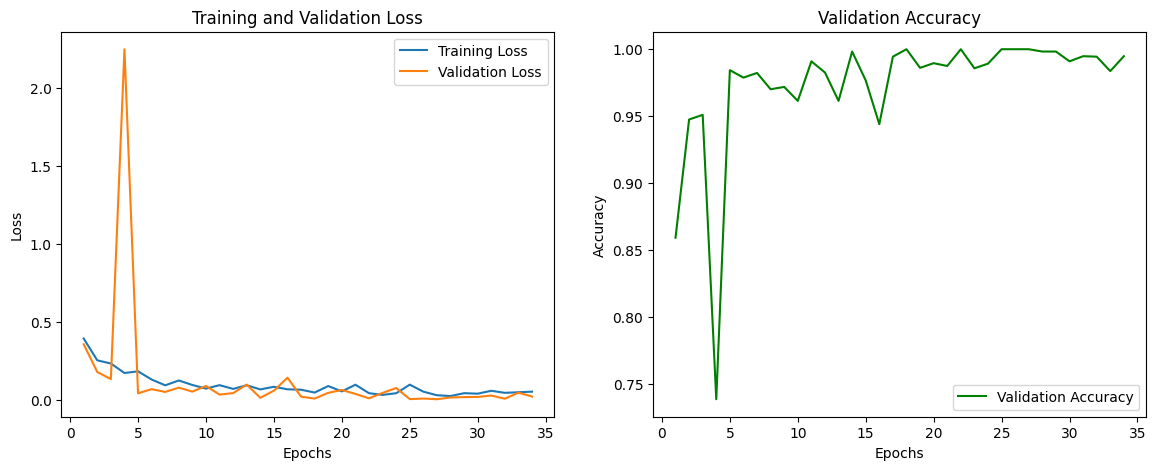 Training and Validation Loss
Training Loss
Validation Loss
2.0
1.5
1.0
0.5
0.0
Loss
0 5 10 15 20 25 30 35
Epochs
Validation Accuracy
1.00
0.95
0.90
0.85
0.80
0.75
Accuracy
Validation Accuracy
0 5 10 15 20 25 30 35
Epochs